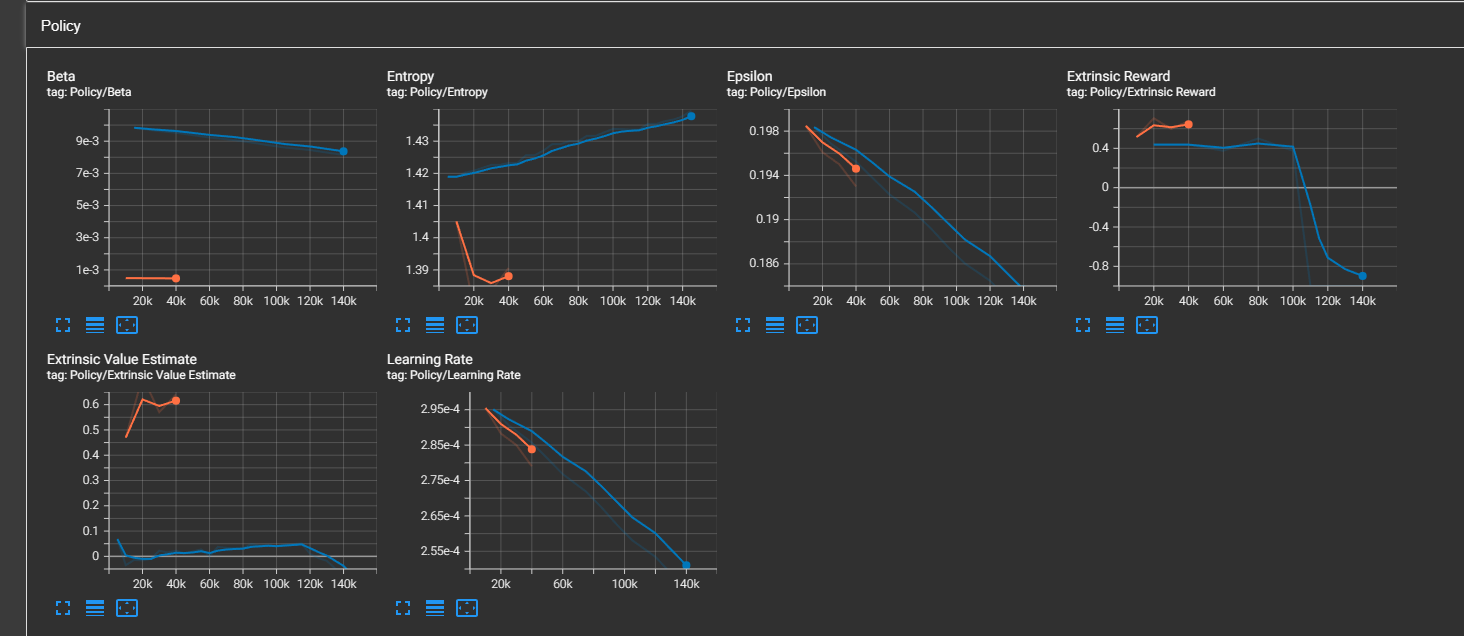 Policy
Beta
tag: Policy/Beta
9e-3
7e-3
5e-3
3e-3
1e-3
20k 40k 60k 80k 100k 120k 140k
Entropy
tag: Policy/Entropy
1.43
1.42
1.41
1.4
1.39
20k 40k 60k 80k 100k 120k 140k
Epsilon
tag: Policy/Epsilon
0.198
0.194
0.19
0.186
20k 40k 60k 80k 100k 120k 140k
Extrinsic Reward
tag: Policy/Extrinsic Reward
0.4
0
-0.4
-0.8
20k 40k 60k 80k 100k 120k 140k
Extrinsic Value Estimate
tag: Policy/Extrinsic Value Estimate
0.6
0.5
0.4
0.3
0.2
0.1
0
20k 40k 60k 80k 100k 120k 140k
Learning Rate
tag: Policy/Learning Rate
2.95e-4
2.85e-4
2.75e-4
2.65e-4
2.55e-4
20k 60k 100k 140k